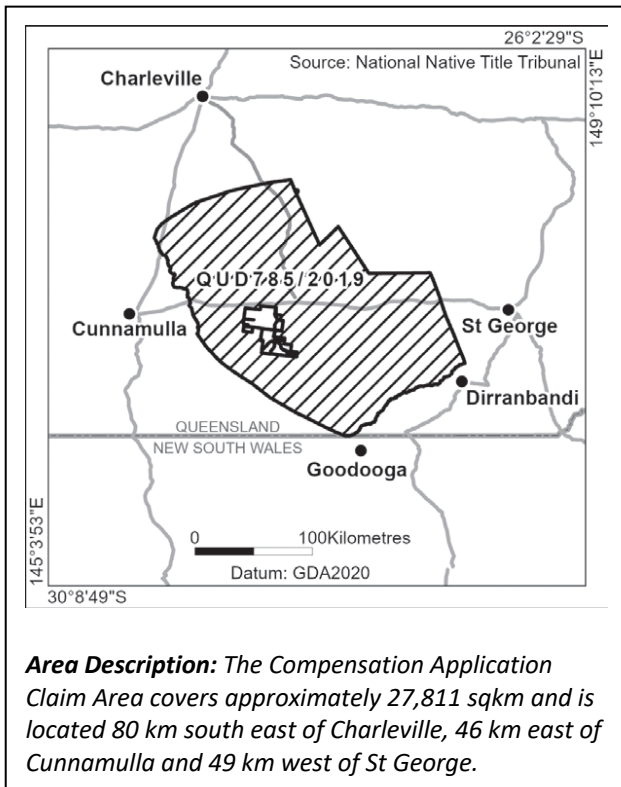 26°2'29"S
Source: National Native Title Tribunal
149°10'13"E
Charleville
QUD785/2019
Cunnamulla
St George
Dirranbandi
QUEENSLAND
NEW SOUTH WALES
Goodooga
145°3'53"E
0 100Kilometres
Datum: GDA2020
30°8'49"S
Area Description: The Compensation Application
Claim Area covers approximately 27,811 sqkm and is
located 80 km south east of Charleville, 46 km east of
Cunnamulla and 49 km west of St George.